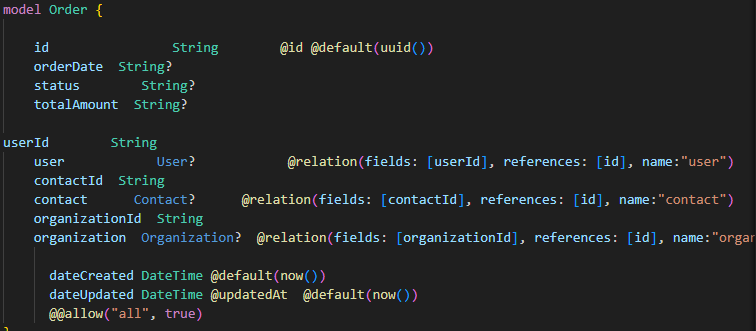 model Order {
id String @id @default(uuid())
orderDate String?
status String?
totalAmount String?
userId String
user User? @relation(fields: [userId], references: [id], name:"user")
contactId String
contact Contact? @relation(fields: [contactId], references: [id], name:"contact")
organizationId String
organization Organization? @relation(fields: [organizationId], references: [id], name:"organ
dateCreated DateTime @default(now())
dateUpdated DateTime @updatedAt @default(now())
@@allow("all", true)
}